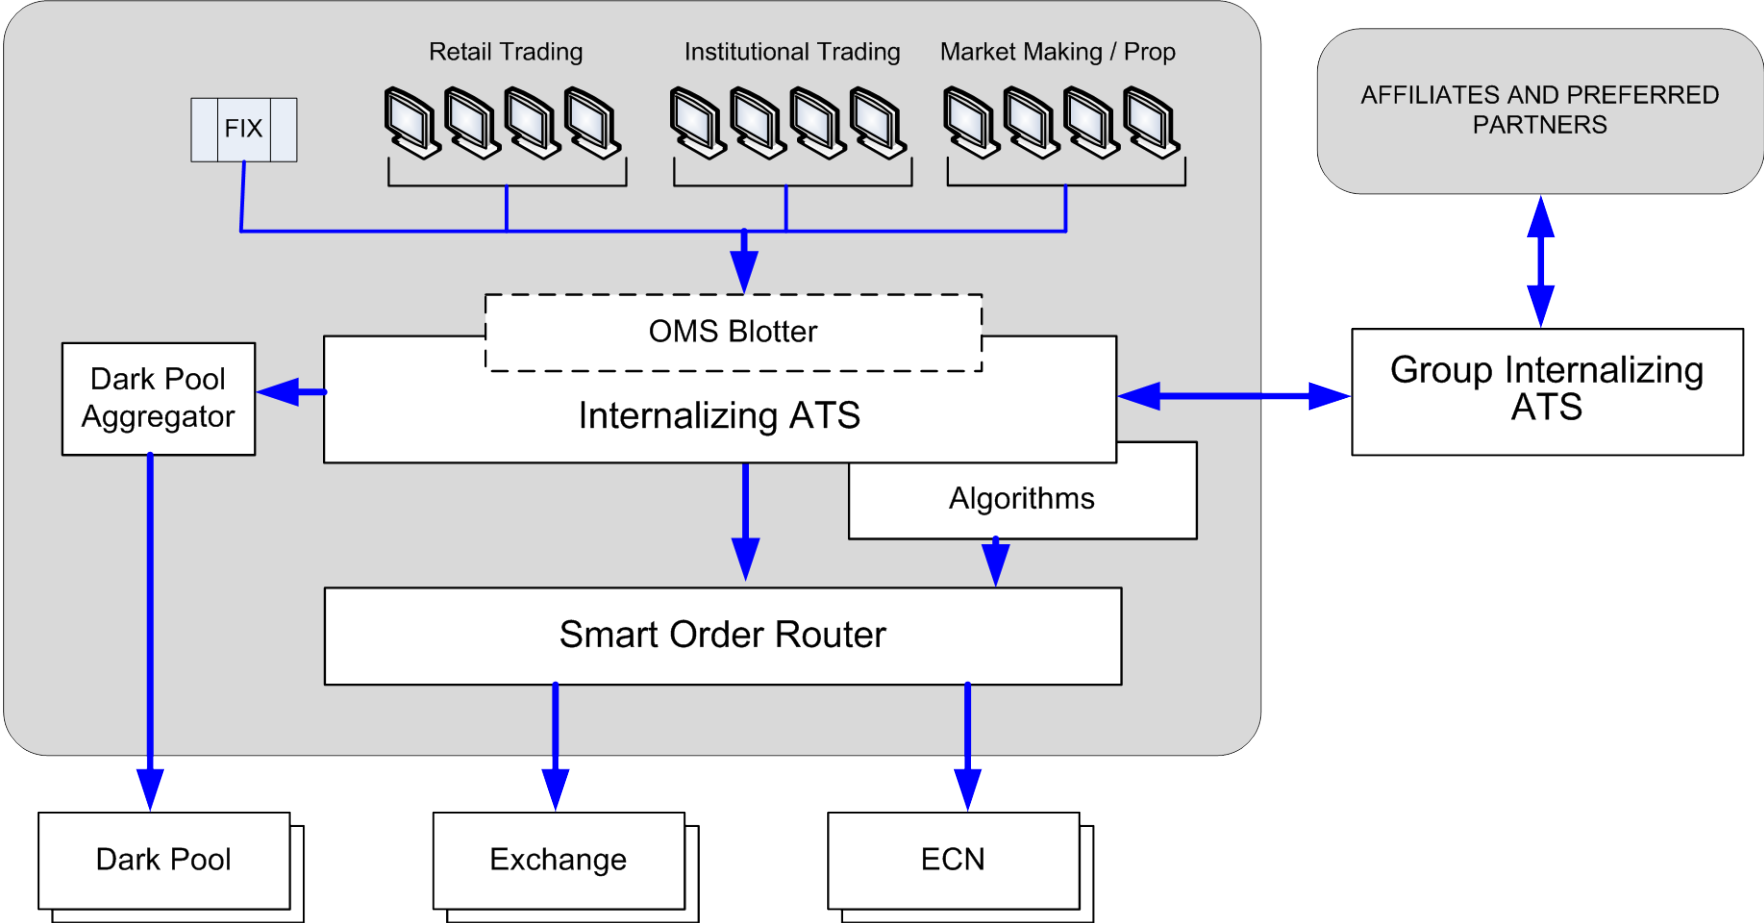 Retail Trading
Institutional Trading
Market Making / Prop
FIX
AFFILIATES AND PREFERRED
PARTNERS
OMS Blotter
Dark Pool
Aggregator
Internalizing ATS
Group Internalizing
ATS
Algorithms
Smart Order Router
Dark Pool
Exchange
ECN